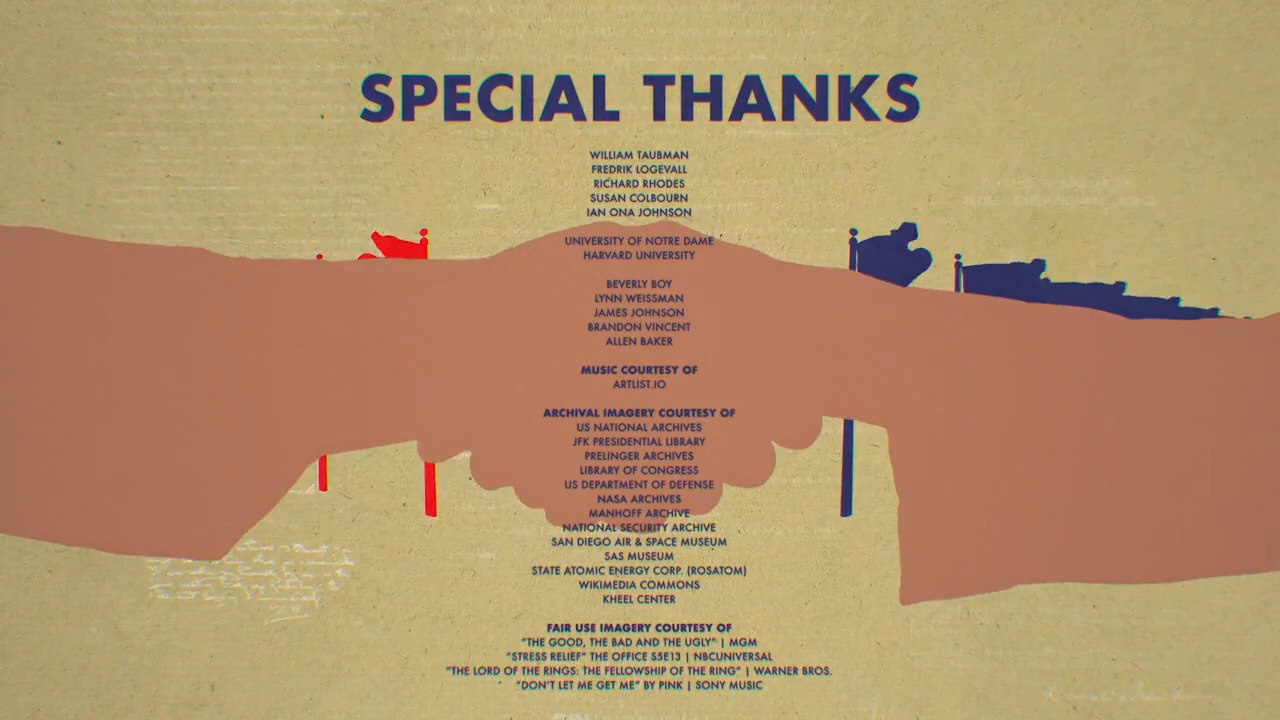 SPECIAL THANKS
WILLIAM TAUBMAN
FREDRIK LOGEVALL
RICHARD RHODES
SUSAN COLBOURN
IAN ONA JOHNSON
UNIVERSITY OF NOTRE DAME
HARVARD UNIVERSITY
BEVERLY BOY
LYNN WEISSMAN
JAMES JOHNSON
BRANDON VINCENT
ALLEN BAKER
MUSIC COURTESY OF
ARTLIST.IO
ARCHIVAL IMAGERY COURTESY OF
US NATIONAL ARCHIVES
JFK PRESIDENTIAL LIBRARY
PRELINGER ARCHIVES
LIBRARY OF CONGRESS
US DEPARTMENT OF DEFENSE
NASA ARCHIVES
MANHOFF ARCHIVE
NATIONAL SECURITY ARCHIVE
SAN DIEGO AIR & SPACE MUSEUM
SAS MUSEUM
STATE ATOMIC ENERGY CORP. (ROSATOM)
WIKIMEDIA COMMONS
KHEEL CENTER
FAIR USE IMAGERY COURTESY OF
"THE GOOD, THE BAD AND THE UGLY" | MGM
"STRESS RELIEF" THE OFFICE S5E13 | NBCUNIVERSAL
"THE LORD OF THE RINGS: THE FELLOWSHIP OF THE RING" | WARNER BROS.
"DON'T LET ME GET ME" BY PINK | SONY MUSIC